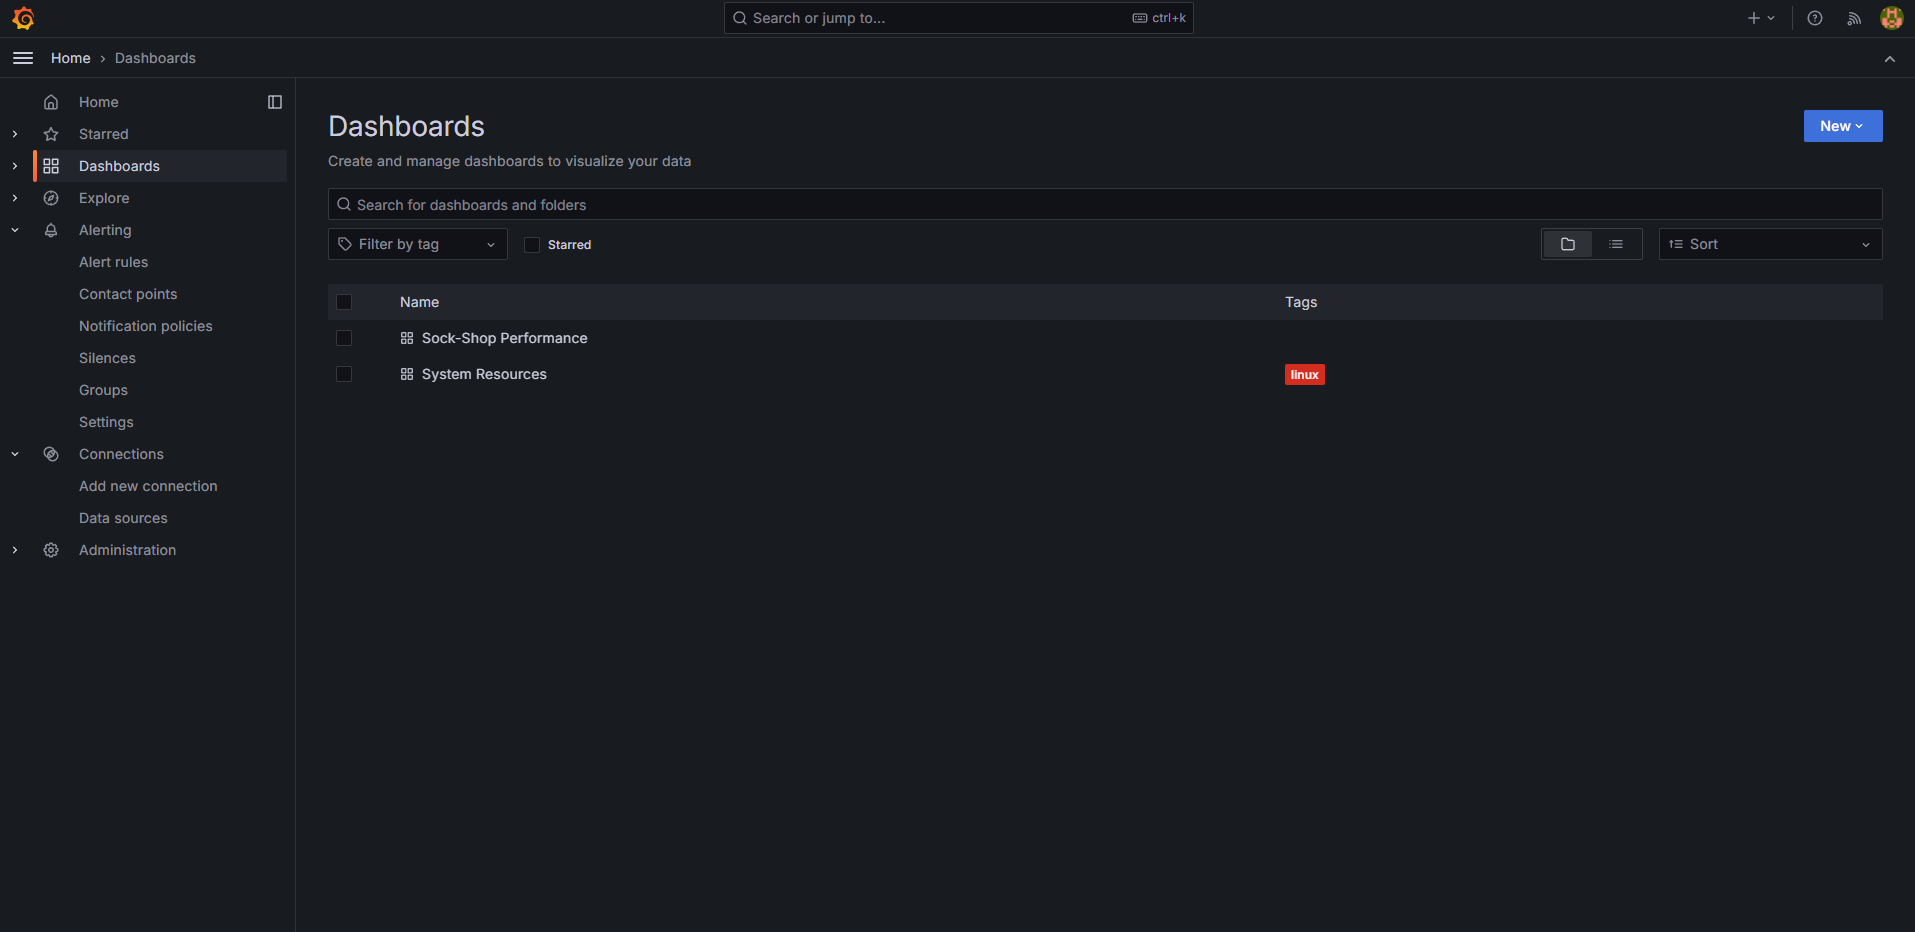 Search or jump to...
ctrl+k
Home
Dashboards
Home
Starred
Dashboards
Explore
Alerting
Alert rules
Contact points
Notification policies
Silences
Groups
Settings
Connections
Add new connection
Data sources
Administration
Dashboards
New
Create and manage dashboards to visualize your data
Search for dashboards and folders
Filter by tag
Starred
Sort
Name
Tags
Sock-Shop Performance
System Resources
linux